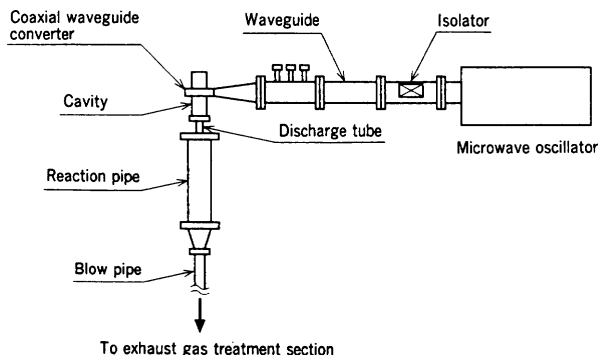 Coaxial waveguide
converter
Waveguide
Isolator
Cavity
Discharge tube
Microwave oscillator
Reaction pipe
Blow pipe
To exhaust gas treatment section